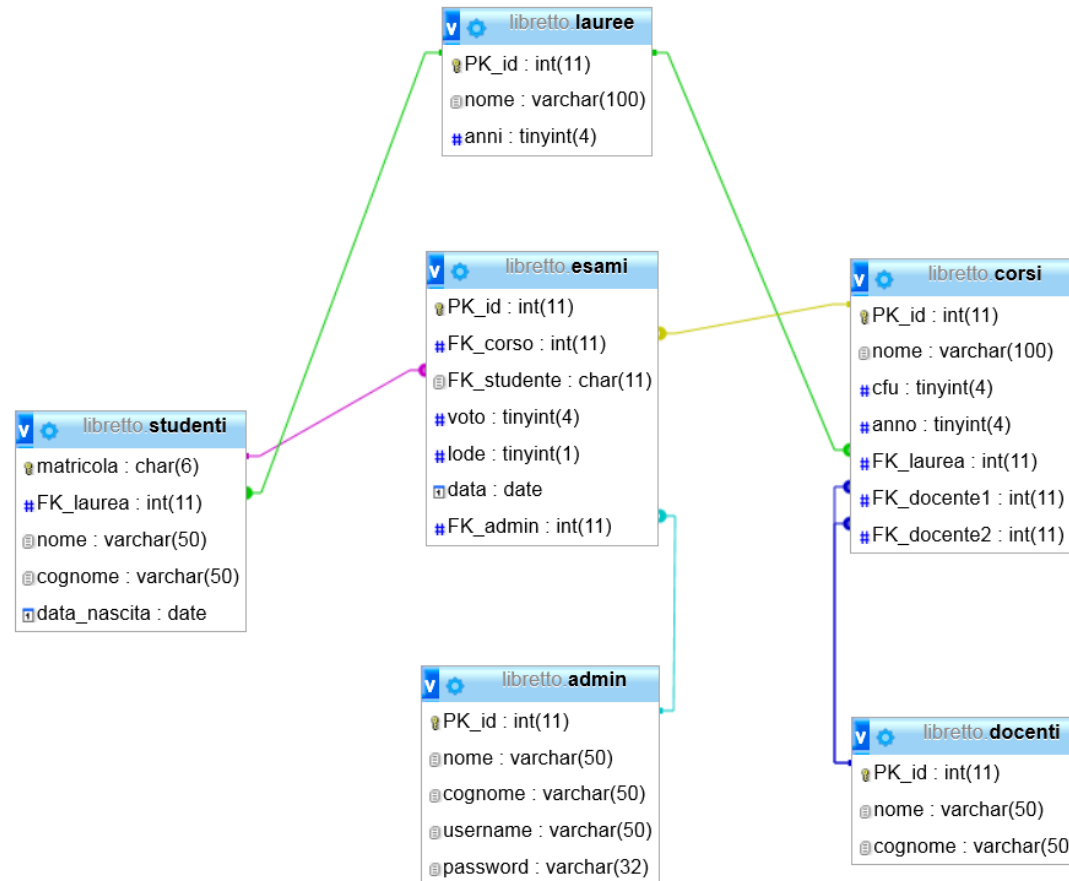 v libretto.lauree
PK_id : int(11)
nome : varchar(100)
#anni : tinyint(4)
v libretto.esami
PK_id : int(11)
#FK_corso : int(11)
FK_studente : char(11)
#voto : tinyint(4)
#lode : tinyint(1)
data : date
#FK_admin : int(11)
v libretto.corsi
PK_id : int(11)
nome : varchar(100)
#cfu : tinyint(4)
#anno : tinyint(4)
#FK_laurea : int(11)
#FK_docente1 : int(11)
#FK_docente2 : int(11)
v libretto.studenti
matricola : char(6)
#FK_laurea : int(11)
nome : varchar(50)
cognome : varchar(50)
data_nascita : date
v libretto.admin
PK_id : int(11)
nome : varchar(50)
cognome : varchar(50)
username : varchar(50)
password : varchar(32)
v libretto.docenti
PK_id : int(11)
nome : varchar(50)
cognome : varchar(50